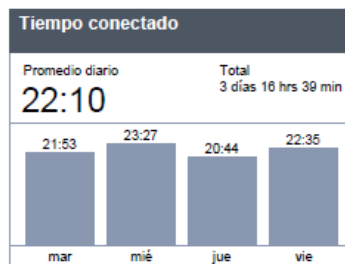 Tiempo conectado
Promedio diario
22:10
Total
3 días 16 hrs 39 min
21:53 23:27 20:44 22:35
mar mié jue vie